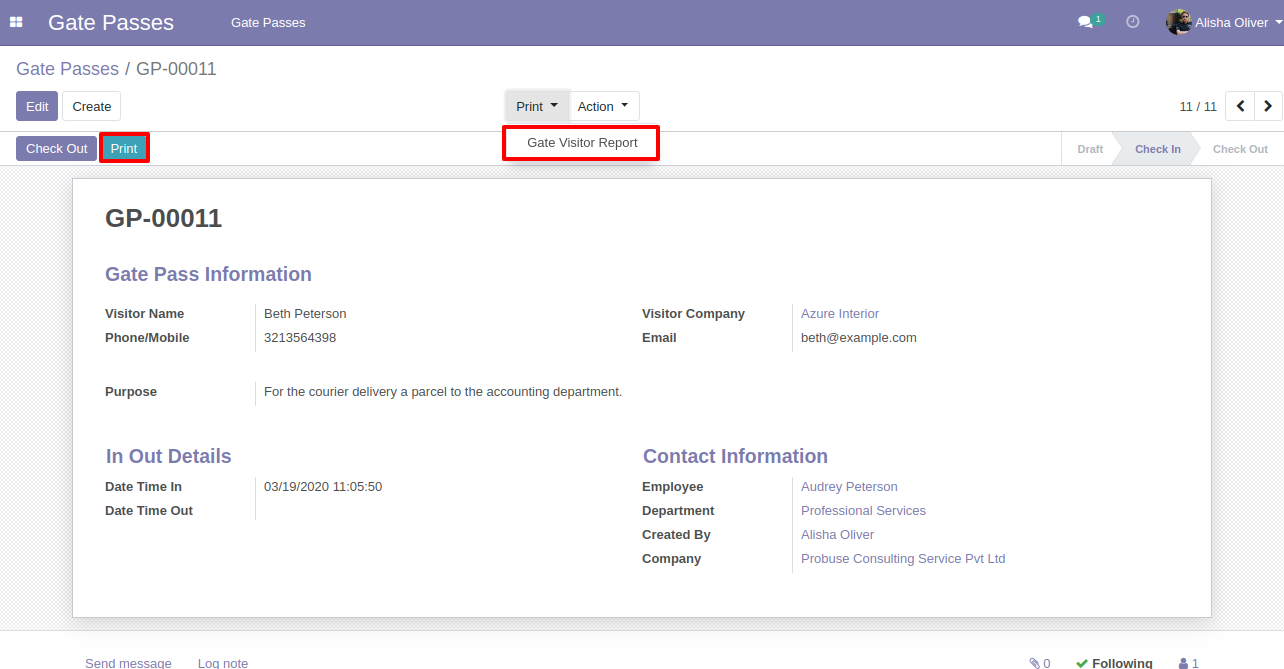 Gate Passes Gate Passes 1 Alisha Oliver
Gate Passes / GP-00011
Edit Create Print Action 11 / 11
Check Out Print Gate Visitor Report Draft Check In Check Out
GP-00011
Gate Pass Information
Visitor Name Beth Peterson Visitor Company Azure Interior
Phone/Mobile 3213564398 Email beth@example.com
Purpose For the courier delivery a parcel to the accounting department.
In Out Details Contact Information
Date Time In 03/19/2020 11:05:50 Employee Audrey Peterson
Date Time Out Department Professional Services
Created By Alisha Oliver
Company Probuse Consulting Service Pvt Ltd
Send message Log note 0 Following 1